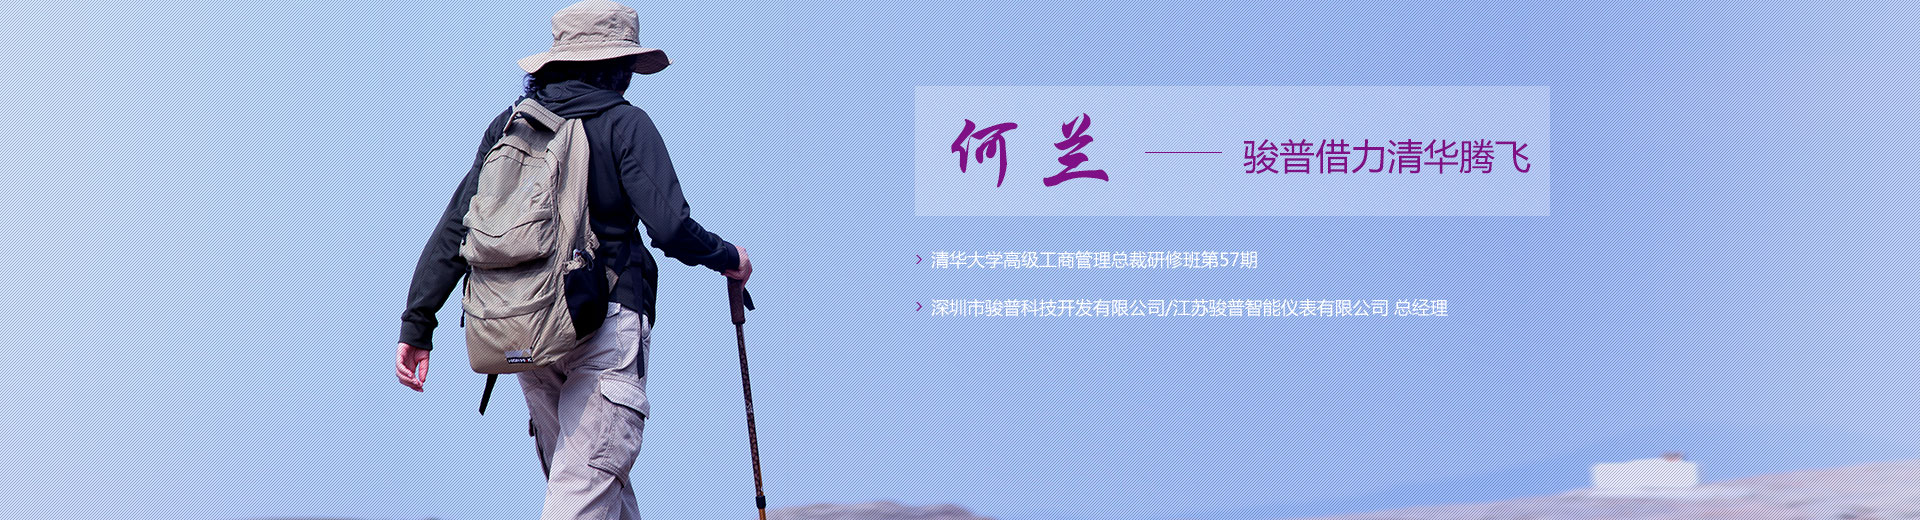 何兰 —— 骏普借力清华腾飞
清华大学高级工商管理总裁研修班第57期
深圳市骏普科技开发有限公司/江苏骏普智能仪表有限公司 总经理